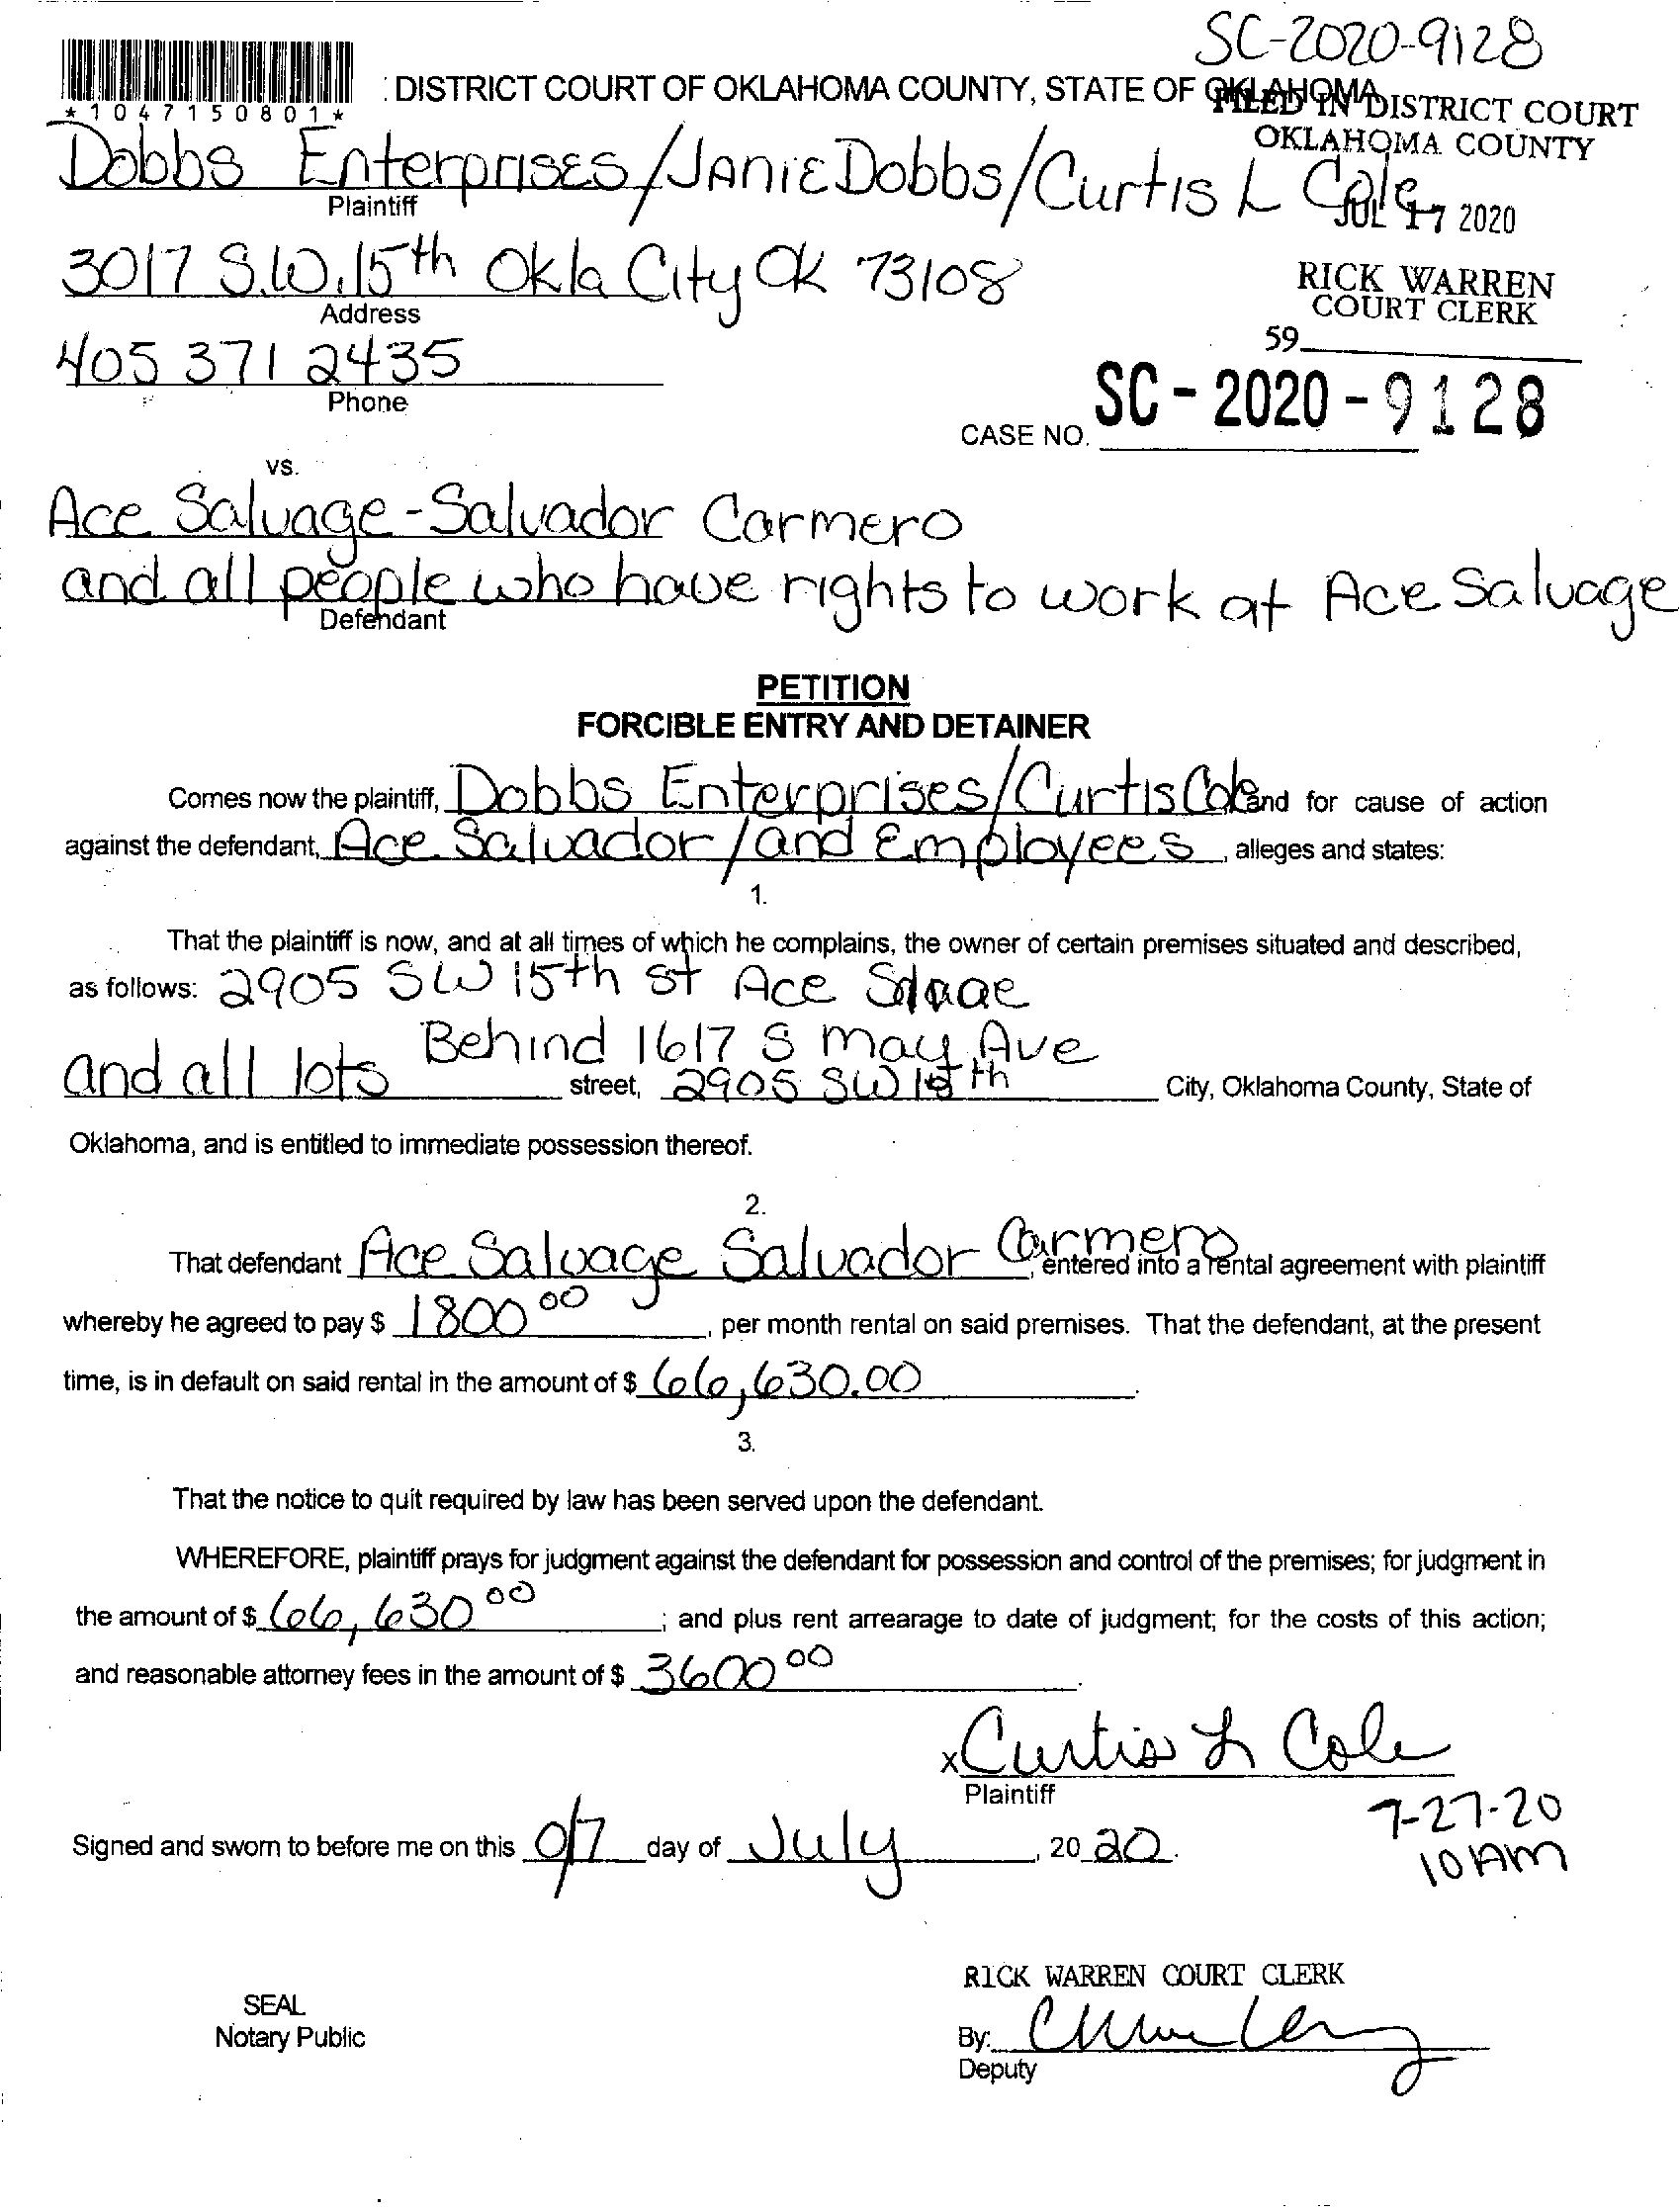 SC-2020-9128
: DISTRICT COURT OF OKLAHOMA COUNTY, STATE OF OKLAHOMA
*1047150801*
FILED IN DISTRICT COURT
OKLAHOMA COUNTY
Dobbs Enterprises/Janie Dobbs/Curtis L Cole
Plaintiff
JUL 17 2020
3017 S.W. 15th Okla City OK 73108
Address
RICK WARREN
COURT CLERK
59
405 371 2435
Phone
CASE NO. SC-2020-9128
vs.
Ace Salvage-Salvador Carmero
and all people who have rights to work at Ace Salvage
Defendant
PETITION
FORCIBLE ENTRY AND DETAINER
Comes now the plaintiff, Dobbs Enterprises/Curtis Cole and for cause of action
against the defendant, Ace Salvador/and Employees, alleges and states:
1.
That the plaintiff is now, and at all times of which he complains, the owner of certain premises situated and described,
as follows: 2905 SW 15th st Ace
Behind 1617 S May Ave
and all lots street, 2905 SW 15th City, Oklahoma County, State of
Oklahoma, and is entitled to immediate possession thereof.
2.
That defendant Ace Salvage Salvador Carmero, entered into a rental agreement with plaintiff
whereby he agreed to pay $ 1800 00, per month rental on said premises. That the defendant, at the present
time, is in default on said rental in the amount of $ 66,630.00.
3.
That the notice to quit required by law has been served upon the defendant.
WHEREFORE, plaintiff prays for judgment against the defendant for possession and control of the premises; for judgment in
the amount of $ 66,630 00; and plus rent arrearage to date of judgment; for the costs of this action;
and reasonable attorney fees in the amount of $ 3600 00.
x Curtis L Cole
Plaintiff
7-27-20
10 AM
Signed and sworn to before me on this day of July, 2020.
RICK WARREN COURT CLERK
SEAL
Notary Public
By:
Deputy